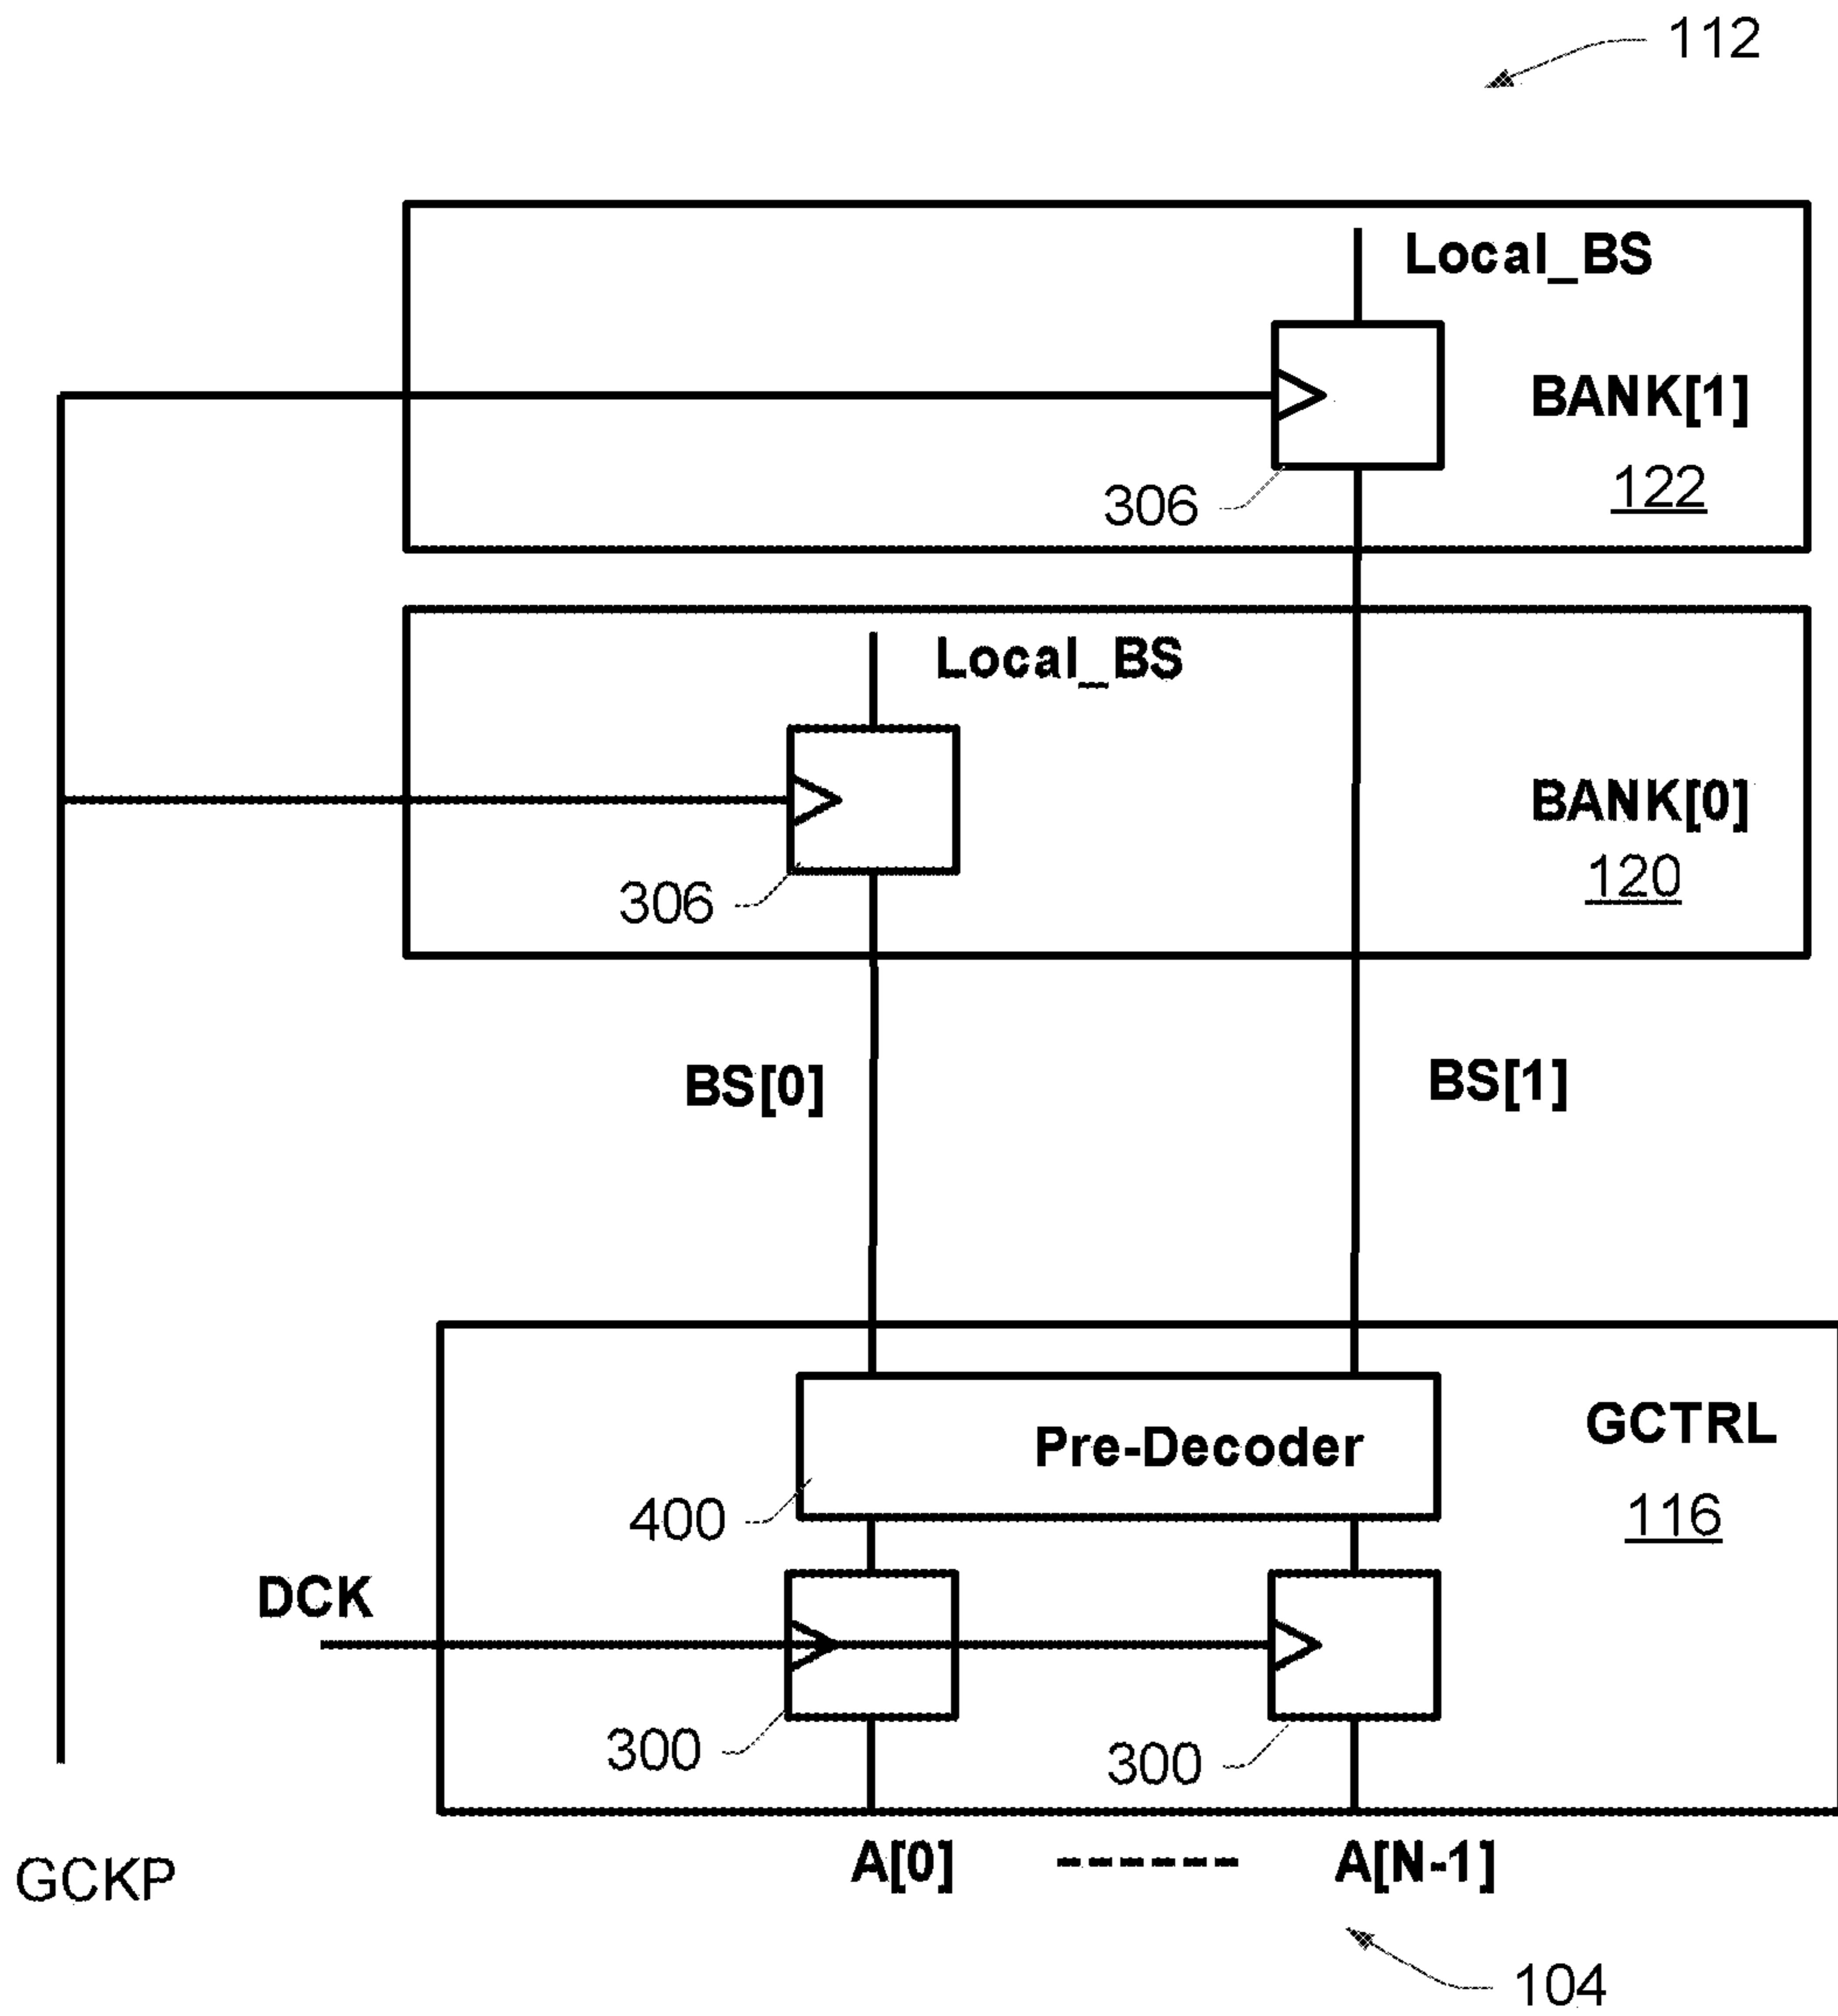 112
Local_BS
BANK[1]
306
122
Local_BS
BANK[0]
306
120
BS[0]
BS[1]
GCTRL
Pre-Decoder
400
116
DCK
300
300
GCKP
A[0]
-------
A[N-1]
104